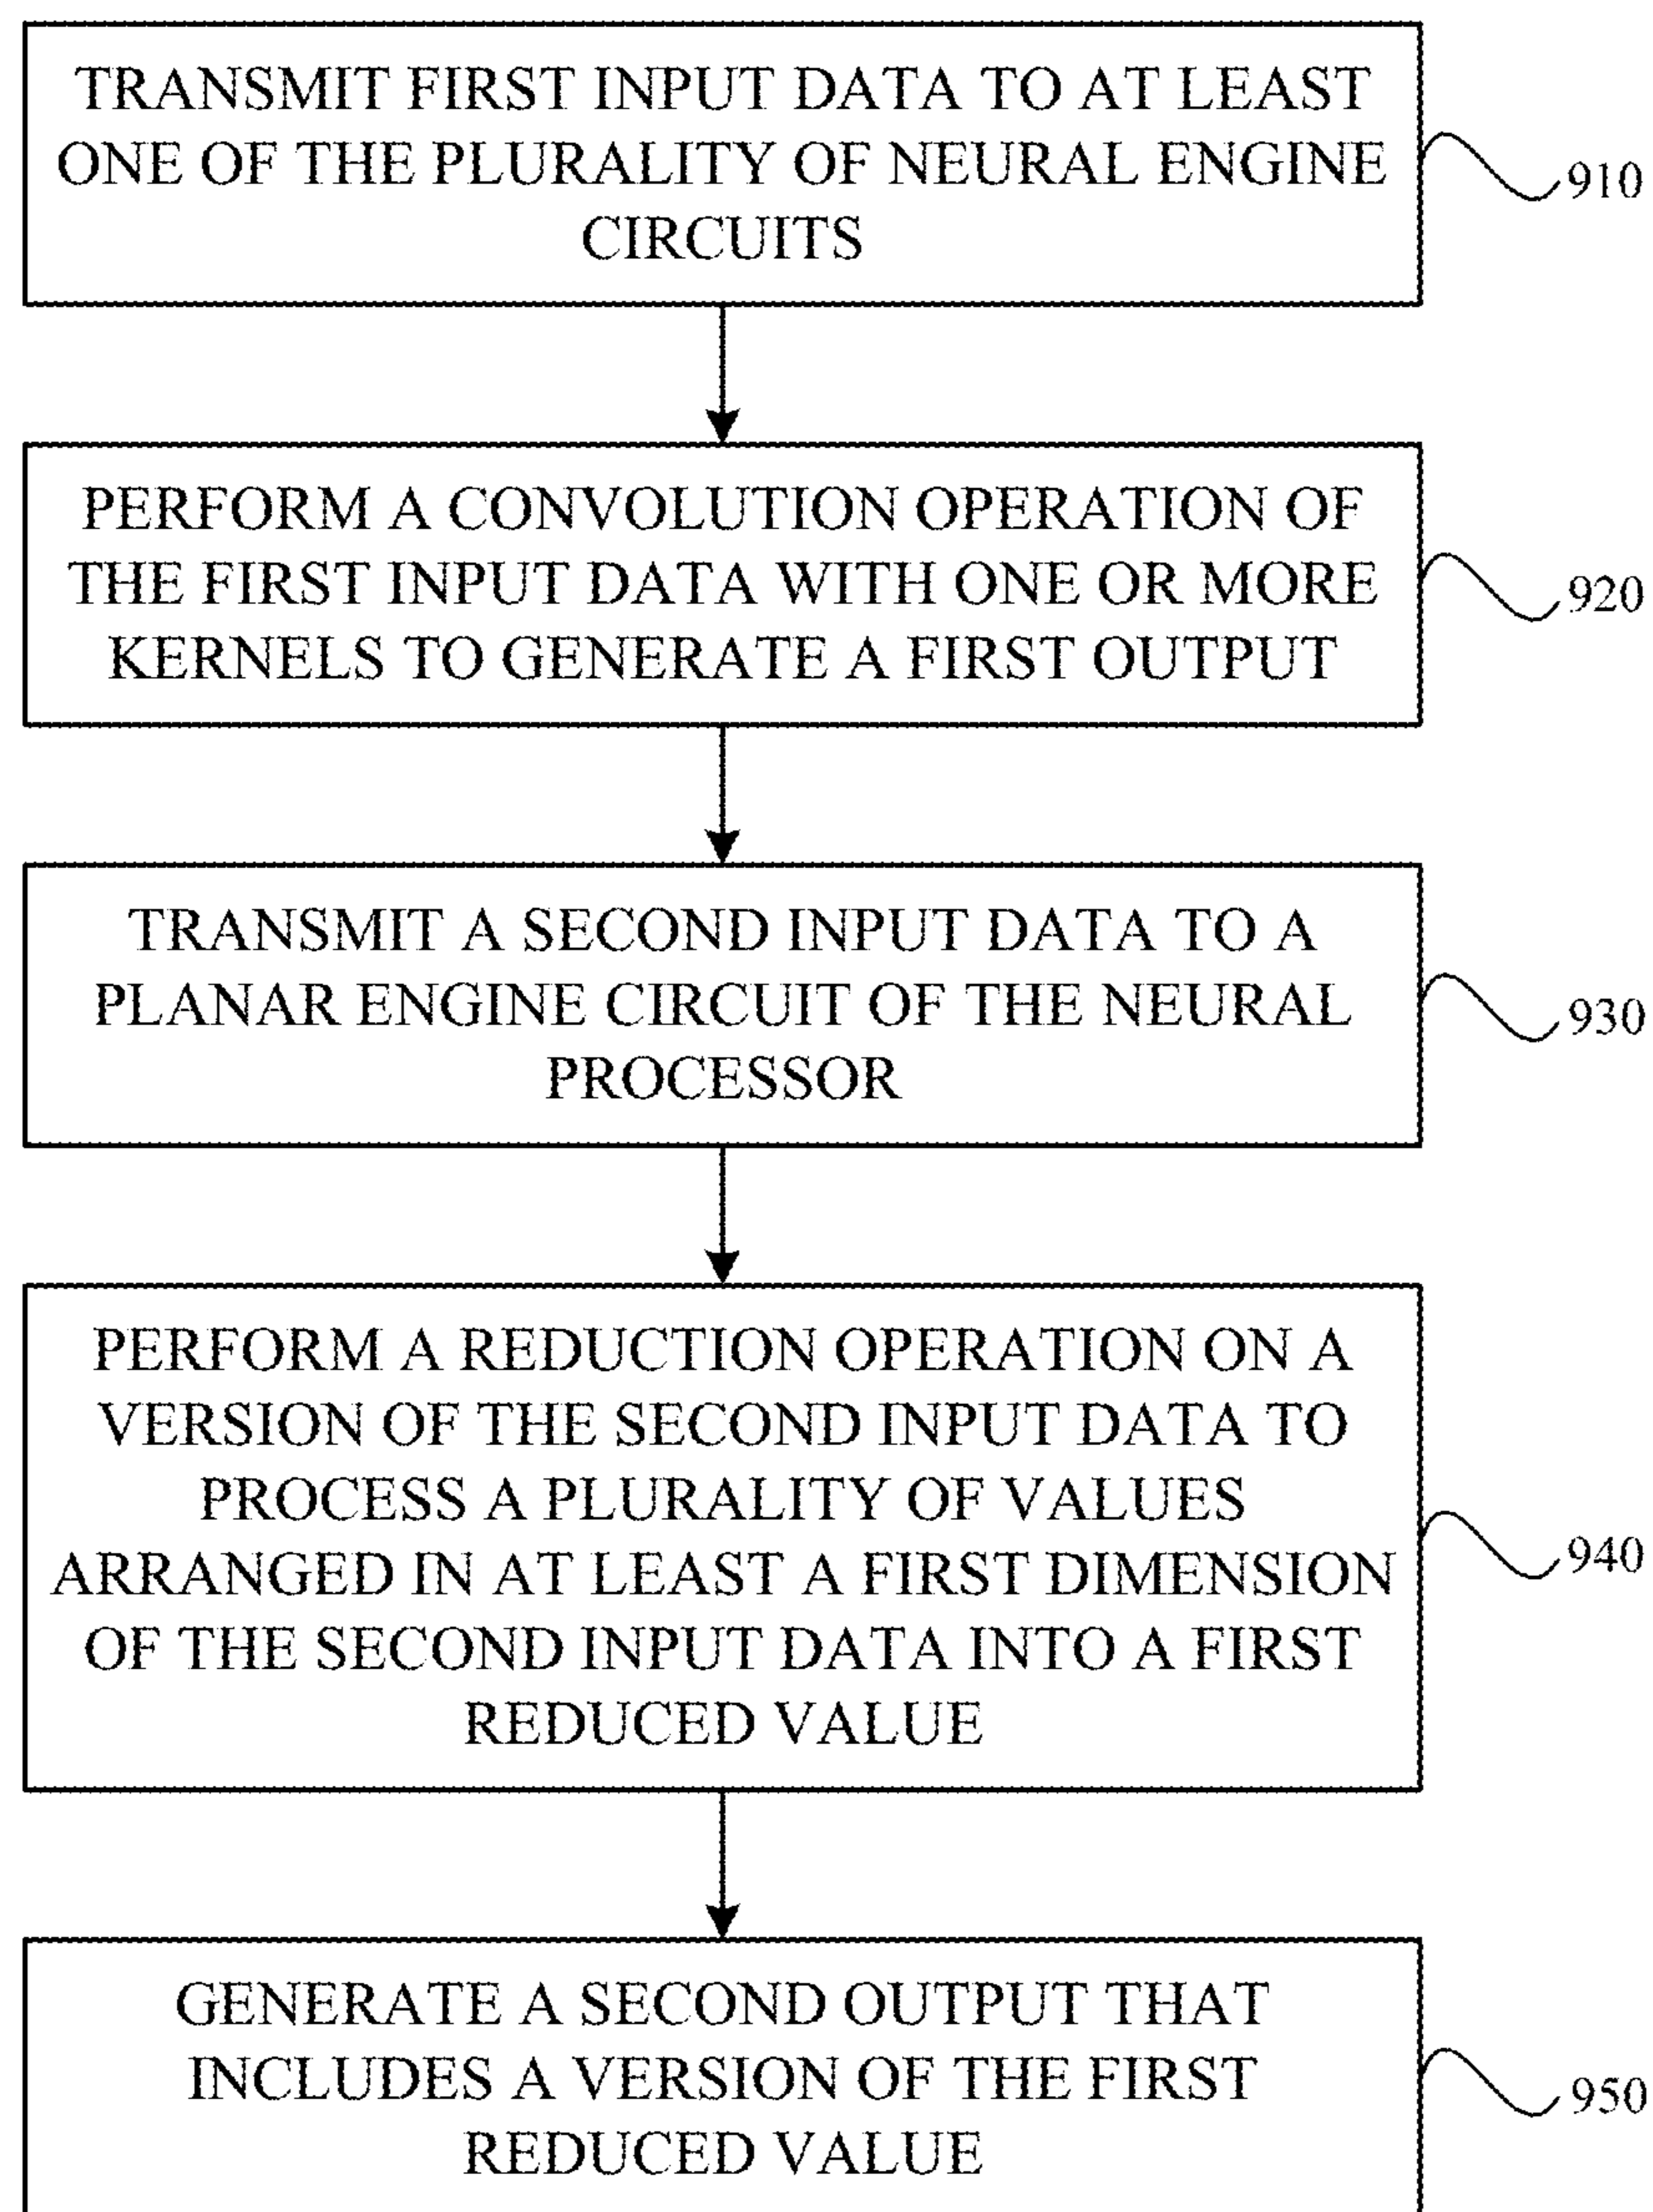 TRANSMIT FIRST INPUT DATA TO AT LEAST
ONE OF THE PLURALITY OF NEURAL ENGINE
CIRCUITS
910
PERFORM A CONVOLUTION OPERATION OF
THE FIRST INPUT DATA WITH ONE OR MORE
KERNELS TO GENERATE A FIRST OUTPUT
920
TRANSMIT A SECOND INPUT DATA TO A
PLANAR ENGINE CIRCUIT OF THE NEURAL
PROCESSOR
930
PERFORM A REDUCTION OPERATION ON A
VERSION OF THE SECOND INPUT DATA TO
PROCESS A PLURALITY OF VALUES
ARRANGED IN AT LEAST A FIRST DIMENSION
OF THE SECOND INPUT DATA INTO A FIRST
REDUCED VALUE
940
GENERATE A SECOND OUTPUT THAT
INCLUDES A VERSION OF THE FIRST
REDUCED VALUE
950